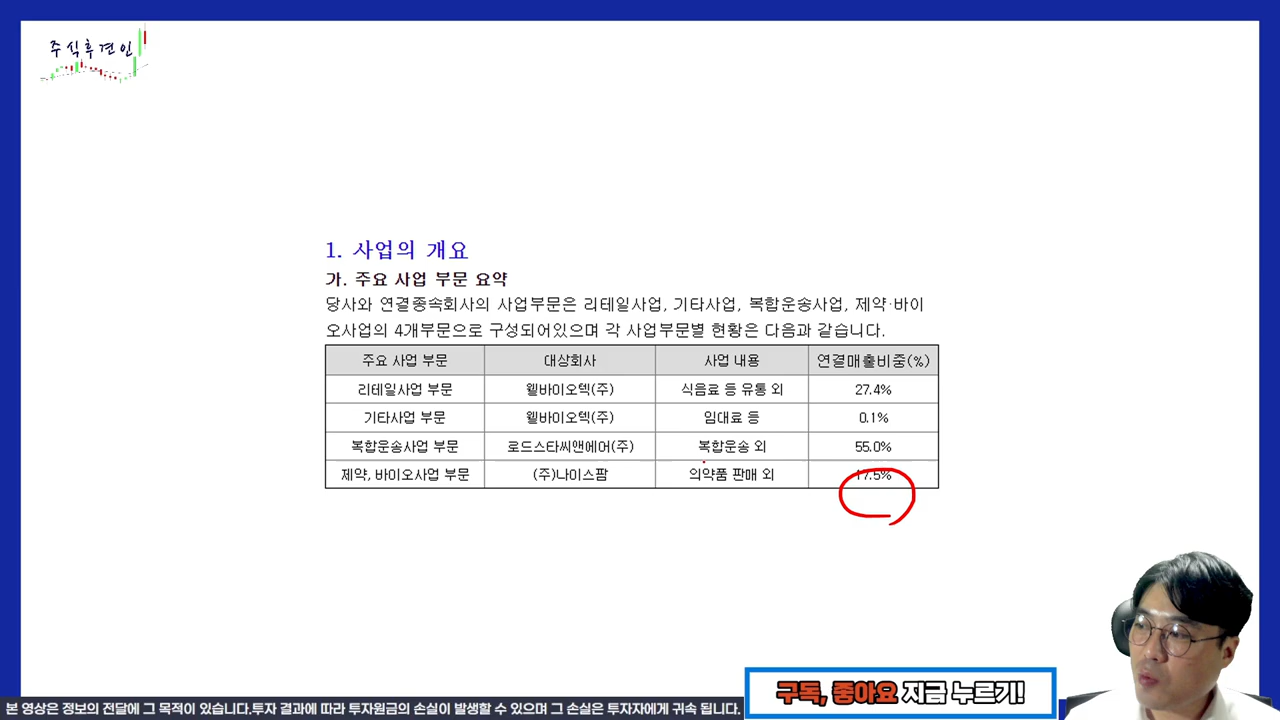 주식후견인
1. 사업의 개요
가. 주요 사업 부문 요약
당사와 연결종속회사의 사업부문은 리테일사업, 기타사업, 복합운송사업, 제약·바이
오사업의 4개부문으로 구성되어있으며 각 사업부문별 현황은 다음과 같습니다.
주요 사업 부문 대상회사 사업 내용 연결매출비중(%)
리테일사업 부문 웰바이오텍(주) 식음료 등 유통 외 27.4%
기타사업 부문 웰바이오텍(주) 임대료 등 0.1%
복합운송사업 부문 로드스타씨앤에어(주) 복합운송 외 55.0%
제약, 바이오사업 부문 (주)나이스팜 의약품 판매 외 17.5%
구독, 좋아요 지금 누르기!
본 영상은 정보의 전달에 그 목적이 있습니다.투자 결과에 따라 투자원금의 손실이 발생할 수 있으며 그 손실은 투자자에게 귀속 됩니다.